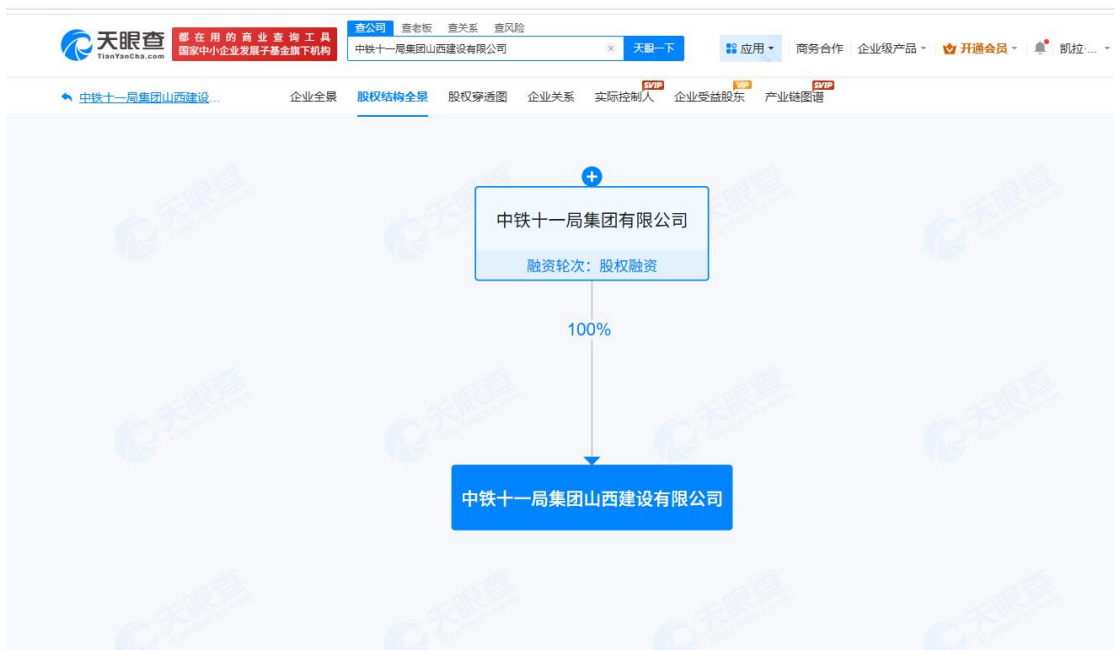 天眼查
TianYanCha.com
都在用的商业查询工具
国家中小企业发展子基金旗下机构
查公司 查老板 查关系 查风险
中铁十一局集团山西建设有限公司 × 天眼一下
应用 商务合作 企业级产品 开通会员 凯拉·...
中铁十一局集团山西建设... 企业全景 股权结构全景 股权穿透图 企业关系 实际控制人 SVIP 企业受益股东 VIP 产业链图谱 SVIP
中铁十一局集团有限公司
融资轮次：股权融资
100%
中铁十一局集团山西建设有限公司